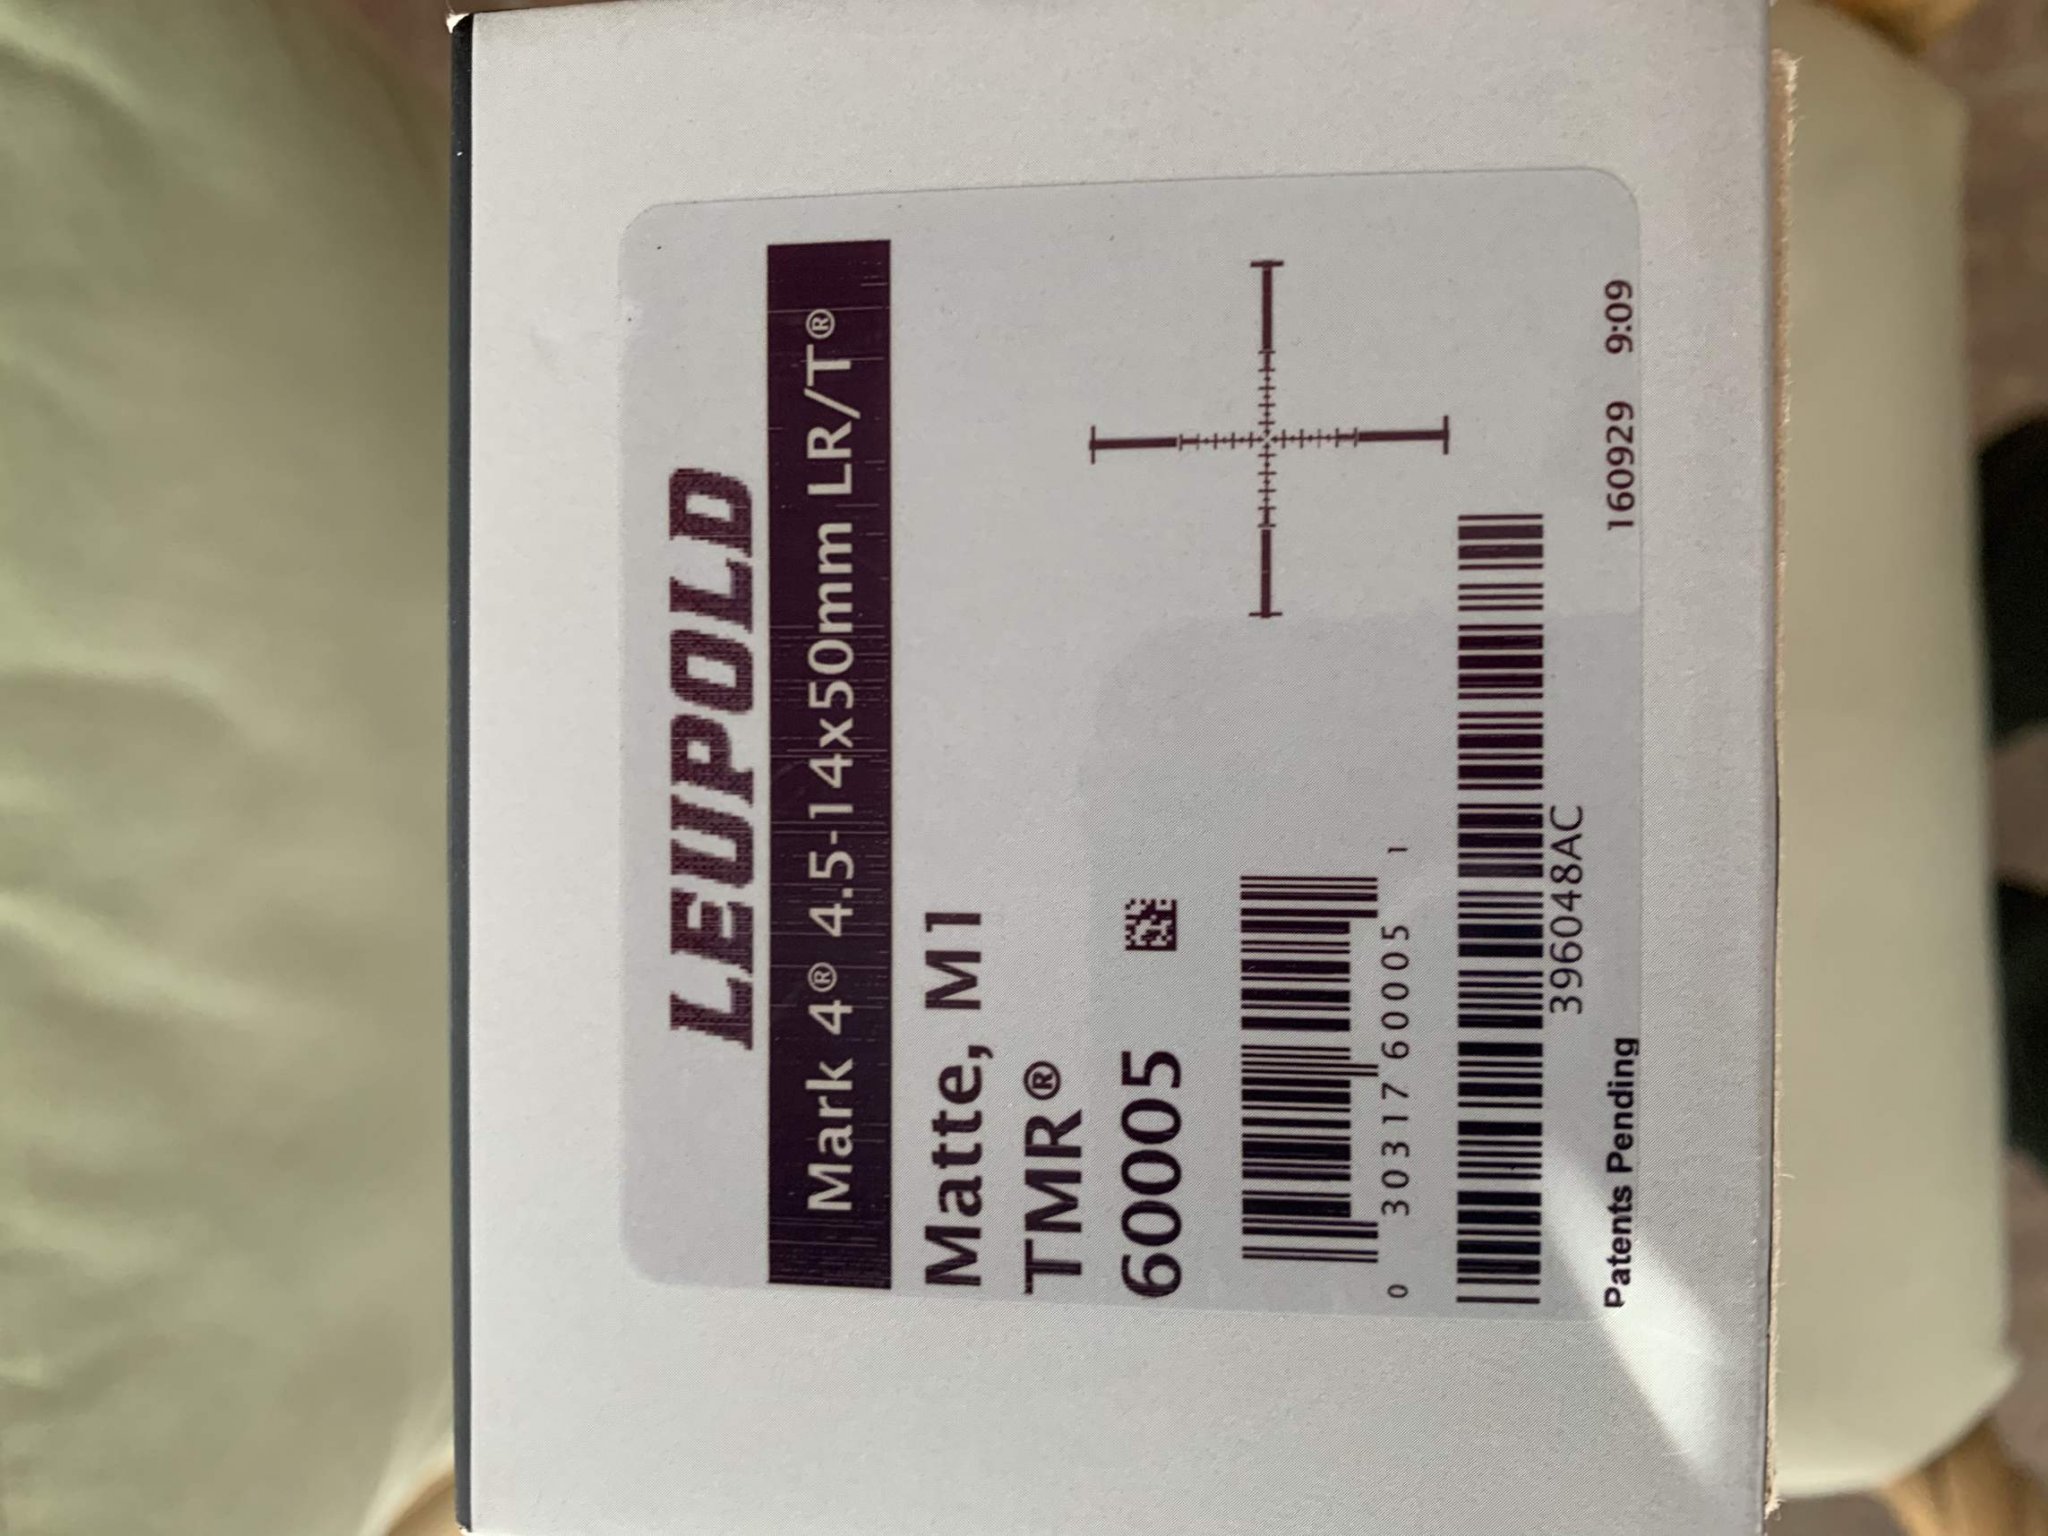 LEUPOLD
Mark 4® 4.5-14x50mm LR/T®
Matte, M1
TMR®
60005
0 30317 60005 1
396048AC
Patents Pending 160929 9:09